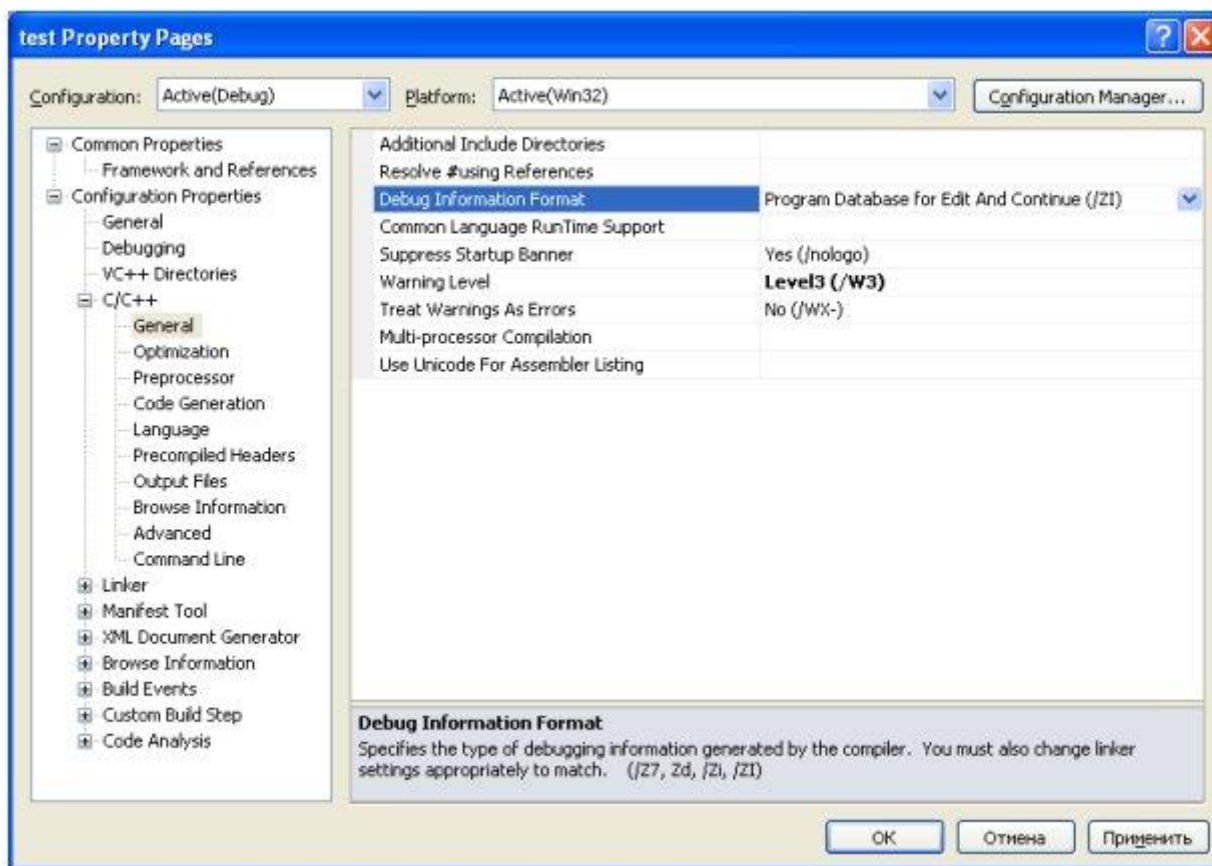 test Property Pages
Configuration: Active(Debug) Platform: Active(Win32) Configuration Manager...
Common Properties
Framework and References
Configuration Properties
General
Debugging
VC++ Directories
C/C++
General
Optimization
Preprocessor
Code Generation
Language
Precompiled Headers
Output Files
Browse Information
Advanced
Command Line
Linker
Manifest Tool
XML Document Generator
Browse Information
Build Events
Custom Build Step
Code Analysis
Additional Include Directories
Resolve #using References
Debug Information Format Program Database for Edit And Continue (/ZI)
Common Language RunTime Support
Suppress Startup Banner Yes (/nologo)
Warning Level Level3 (/W3)
Treat Warnings As Errors No (/WX-)
Multi-processor Compilation
Use Unicode For Assembler Listing
Debug Information Format
Specifies the type of debugging information generated by the compiler. You must also change linker
settings appropriately to match. (/Z7, Zd, /Zi, /ZI)
OK Отмена Применить